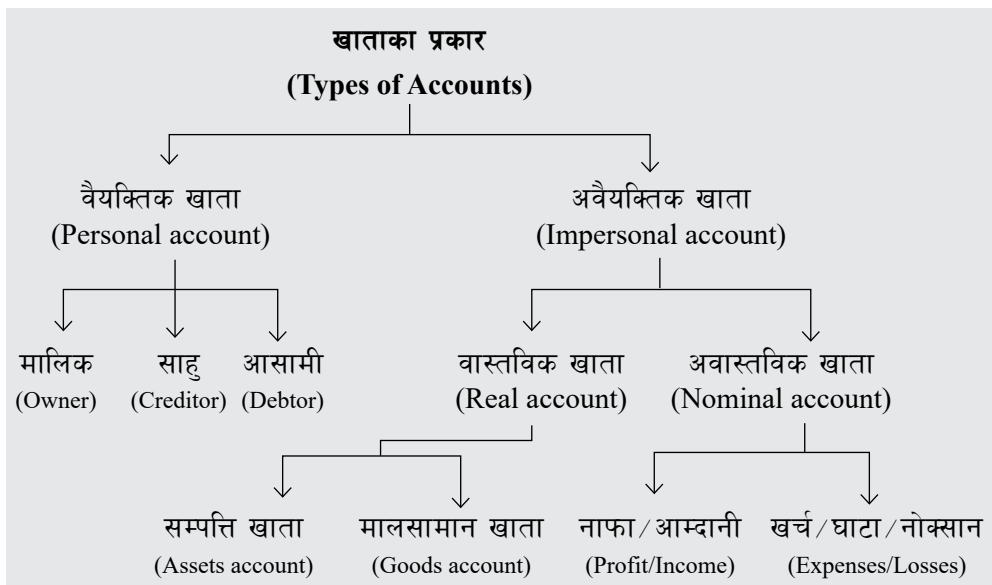 खाताका प्रकार
(Types of Accounts)
वैयक्तिक खाता
(Personal account)
अवैयक्तिक खाता
(Impersonal account)
मालिक
(Owner)
साहु
(Creditor)
आसामी
(Debtor)
वास्तविक खाता
(Real account)
अवास्तविक खाता
(Nominal account)
सम्पत्ति खाता
(Assets account)
मालसामान खाता
(Goods account)
नाफा/आम्दानी
(Profit/Income)
खर्च/घाटा/नोक्सान
(Expenses/Losses)